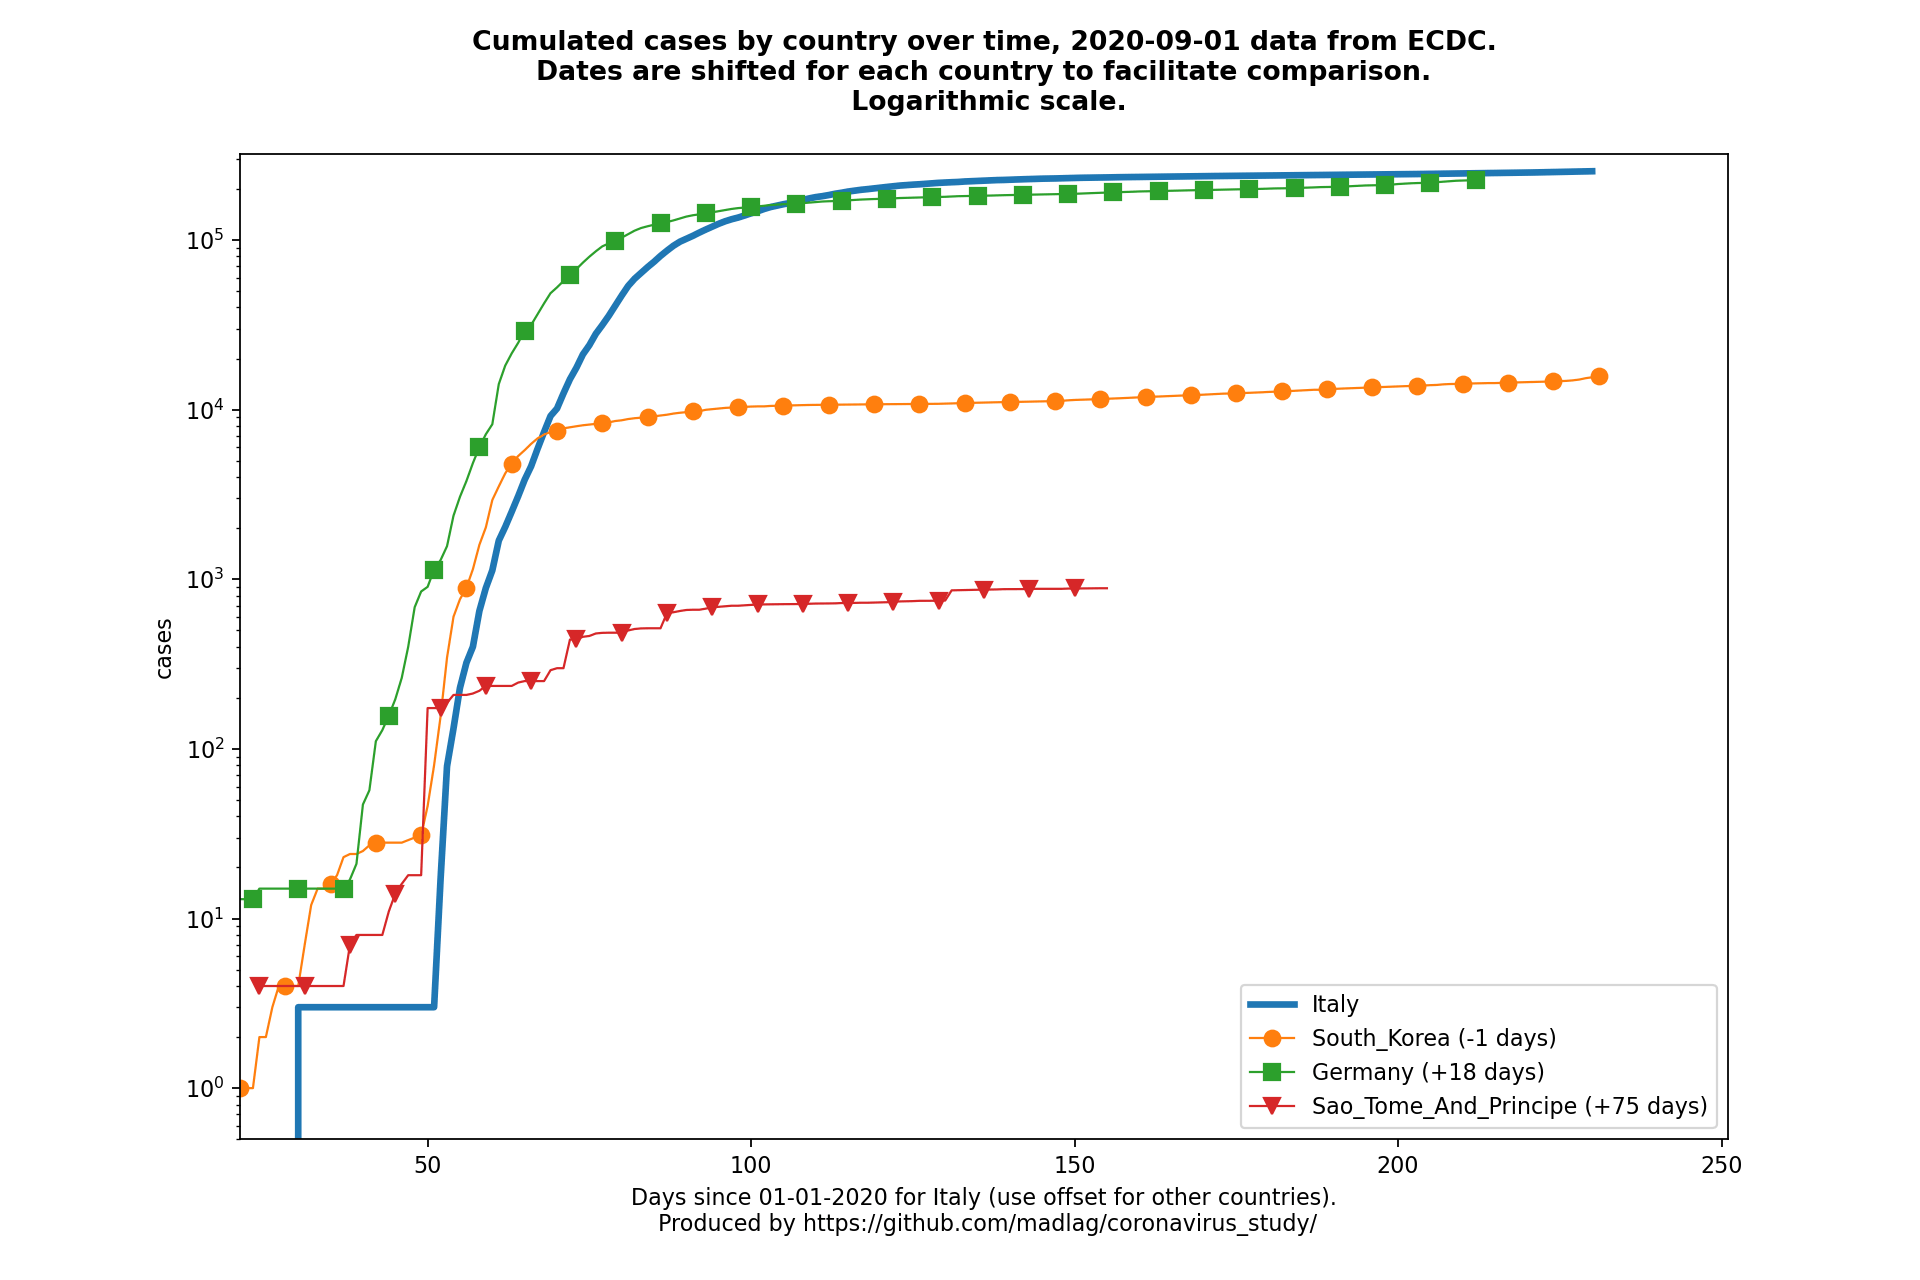 Cumulated cases by country over time, 2020-09-01 data from ECDC.
Dates are shifted for each country to facilitate comparison.
Logarithmic scale.
cases
10^5
10^4
10^3
10^2
10^1
10^0
50 100 150 200 250
Italy
South_Korea (-1 days)
Germany (+18 days)
Sao_Tome_And_Principe (+75 days)
Days since 01-01-2020 for Italy (use offset for other countries).
Produced by https://github.com/madlag/coronavirus_study/